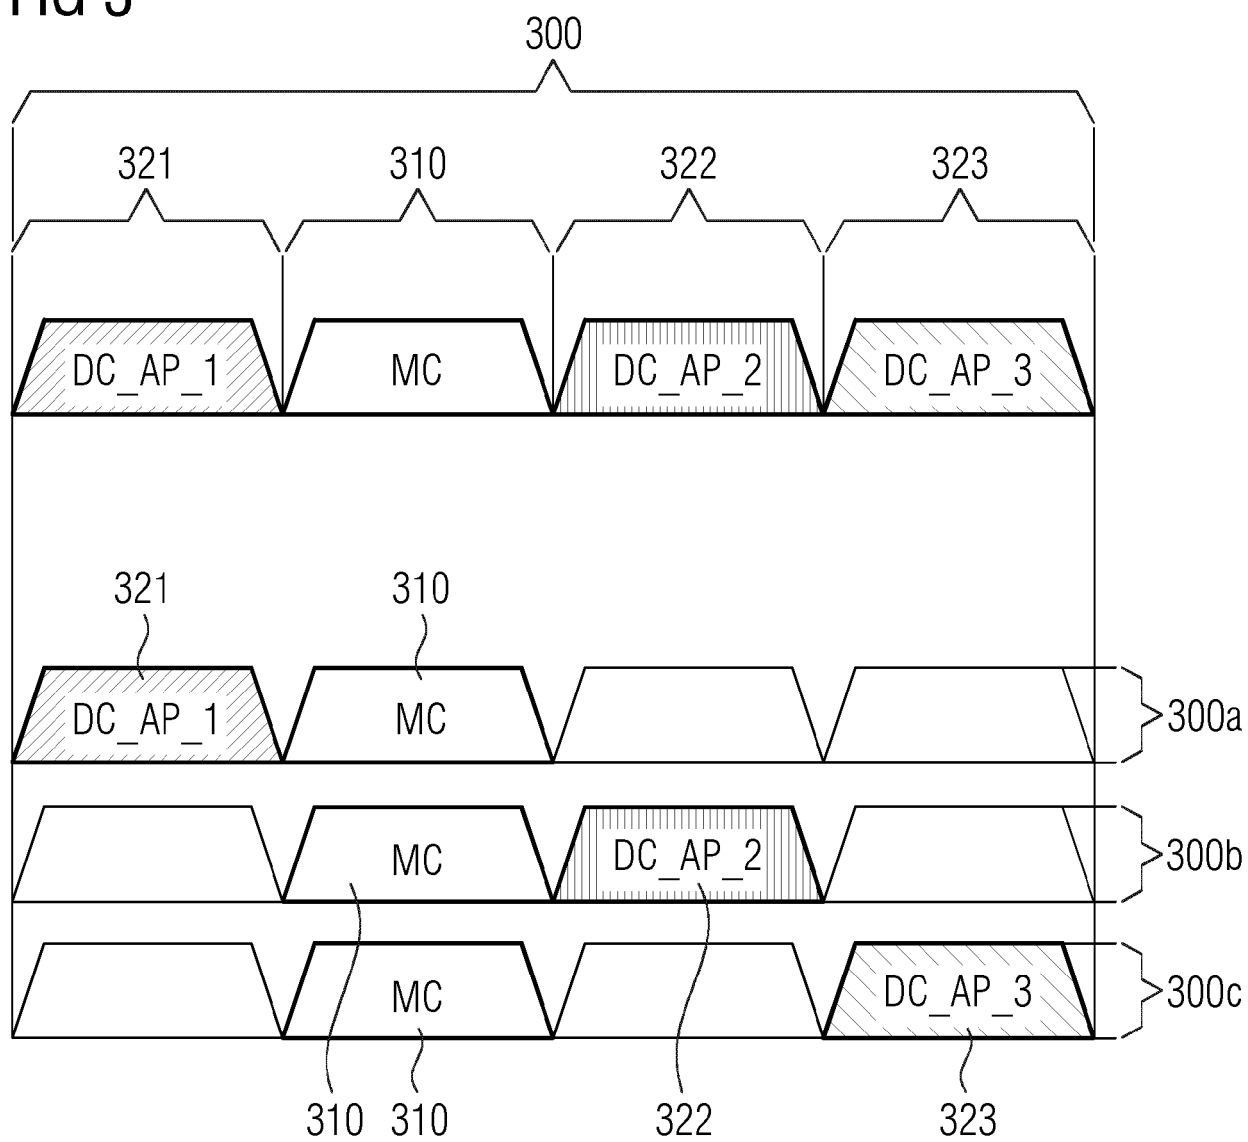 FIG 3
300
321 310 322 323
DC_AP_1 MC DC_AP_2 DC_AP_3
321 310
DC_AP_1 MC 300a
MC DC_AP_2 300b
MC DC_AP_3 300c
310 310 322 323